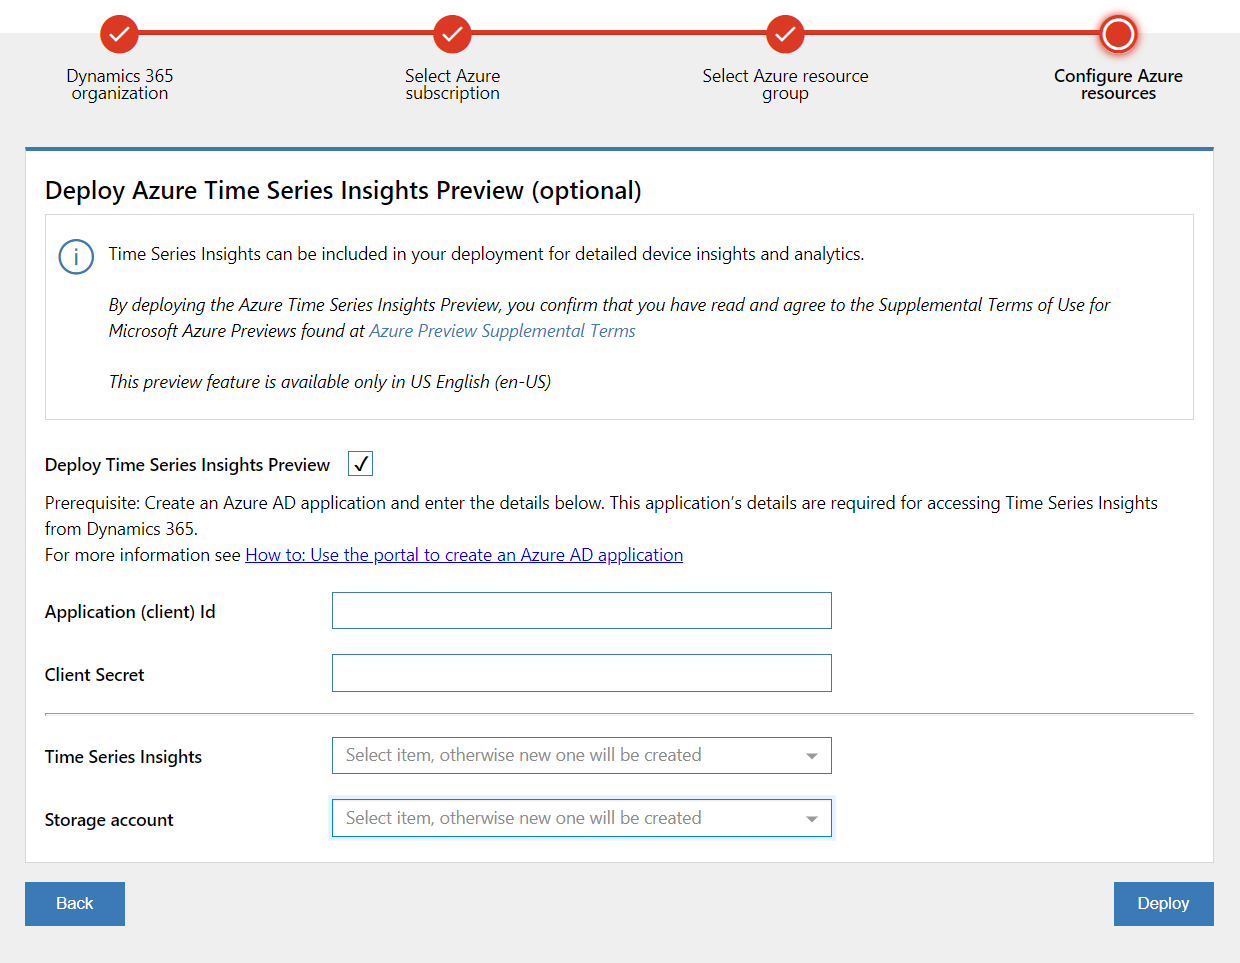 Dynamics 365
organization
Select Azure
subscription
Select Azure resource
group
Configure Azure
resources
Deploy Azure Time Series Insights Preview (optional)
Time Series Insights can be included in your deployment for detailed device insights and analytics.
By deploying the Azure Time Series Insights Preview, you confirm that you have read and agree to the Supplemental Terms of Use for
Microsoft Azure Previews found at Azure Preview Supplemental Terms
This preview feature is available only in US English (en-US)
Deploy Time Series Insights Preview
Prerequisite: Create an Azure AD application and enter the details below. This application's details are required for accessing Time Series Insights
from Dynamics 365.
For more information see How to: Use the portal to create an Azure AD application
Application (client) Id
Client Secret
Time Series Insights
Select item, otherwise new one will be created
Storage account
Select item, otherwise new one will be created
Back
Deploy